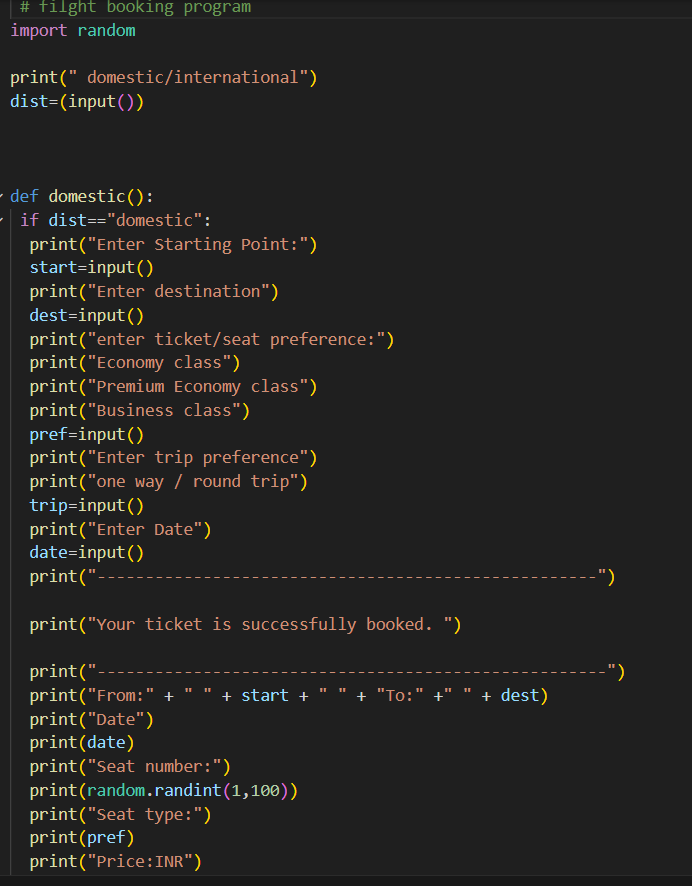 # filght booking program
import random
print(" domestic/international")
dist=(input())
def domestic():
if dist=="domestic":
print("Enter Starting Point:")
start=input()
print("Enter destination")
dest=input()
print("enter ticket/seat preference:")
print("Economy class")
print("Premium Economy class")
print("Business class")
pref=input()
print("Enter trip preference")
print("one way / round trip")
trip=input()
print("Enter Date")
date=input()
print("----------------------------------------------------")
print("Your ticket is successfully booked. ")
print("-----------------------------------------------------")
print("From:" + " " + start + " " + "To:" +" " + dest)
print("Date")
print(date)
print("Seat number:")
print(random.randint(1,100))
print("Seat type:")
print(pref)
print("Price:INR")